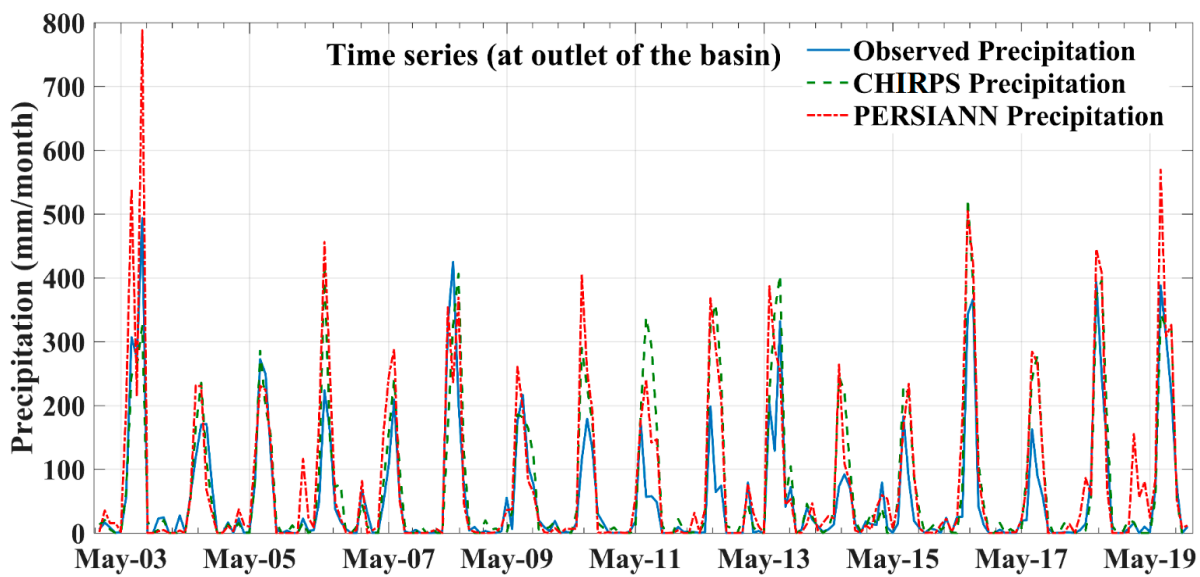 Time series (at outlet of the basin)
Observed Precipitation
CHIRPS Precipitation
PERSIANN Precipitation
Precipitation (mm/month)
800
700
600
500
400
300
200
100
0
May-03 May-05 May-07 May-09 May-11 May-13 May-15 May-17 May-19